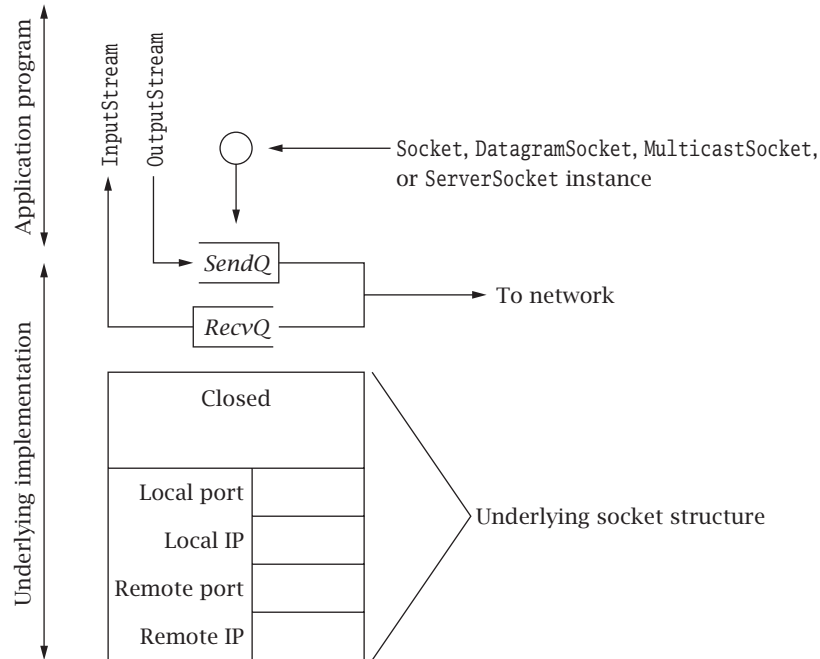 Application program
InputStream
OutputStream
Socket, DatagramSocket, MulticastSocket,
or ServerSocket instance
SendQ
To network
RecvQ
Underlying implementation
Closed
Local port
Local IP
Remote port
Remote IP
Underlying socket structure